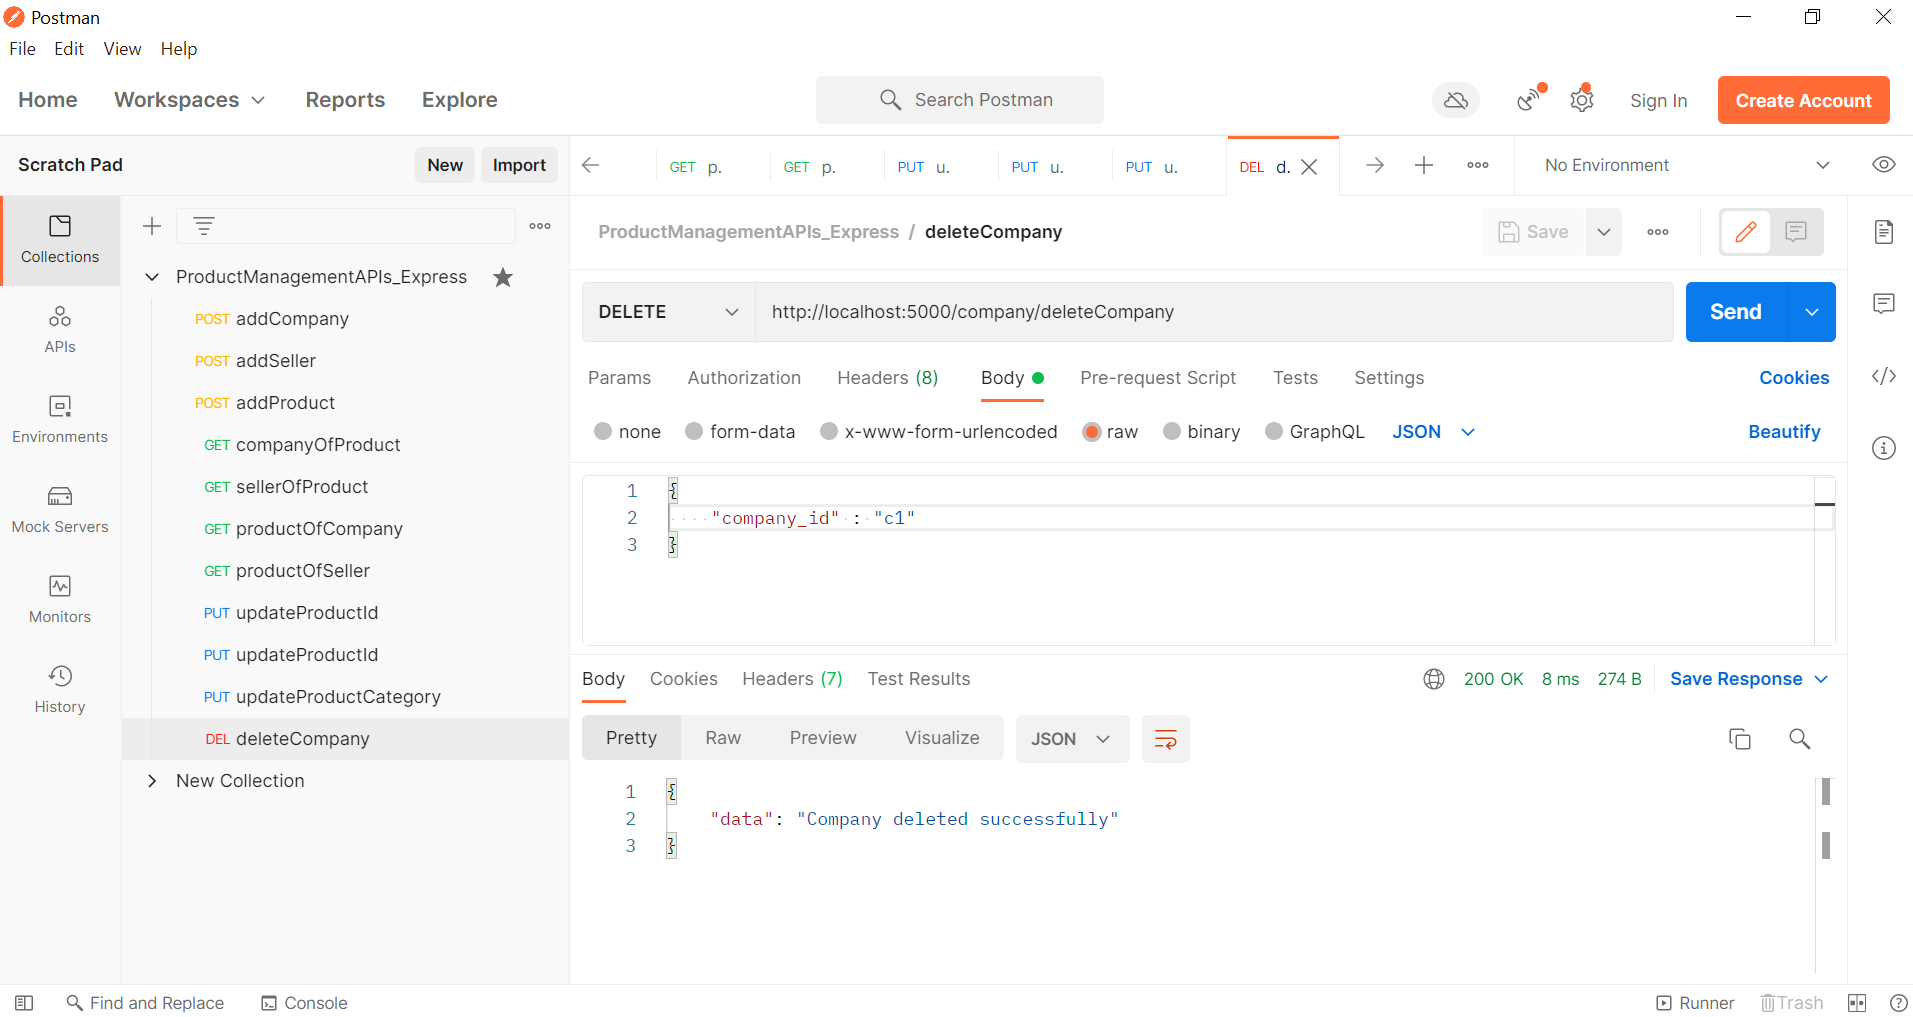 Postman
File Edit View Help
Home Workspaces Reports Explore Search Postman Sign In Create Account
Scratch Pad New Import GET p. GET p. PUT u. PUT u. PUT u. DEL d. No Environment
Collections
APIs
Environments
Mock Servers
Monitors
History
ProductManagementAPIs_Express
POST addCompany
POST addSeller
POST addProduct
GET companyOfProduct
GET sellerOfProduct
GET productOfCompany
GET productOfSeller
PUT updateProductId
PUT updateProductId
PUT updateProductCategory
DEL deleteCompany
New Collection
ProductManagementAPIs_Express / deleteCompany Save
DELETE http://localhost:5000/company/deleteCompany Send
Params Authorization Headers (8) Body Pre-request Script Tests Settings Cookies
none form-data x-www-form-urlencoded raw binary GraphQL JSON Beautify
1 {
2 "company_id" : "c1"
3 }
Body Cookies Headers (7) Test Results 200 OK 8 ms 274 B Save Response
Pretty Raw Preview Visualize JSON
1 {
2 "data": "Company deleted successfully"
3 }
Find and Replace Console Runner Trash